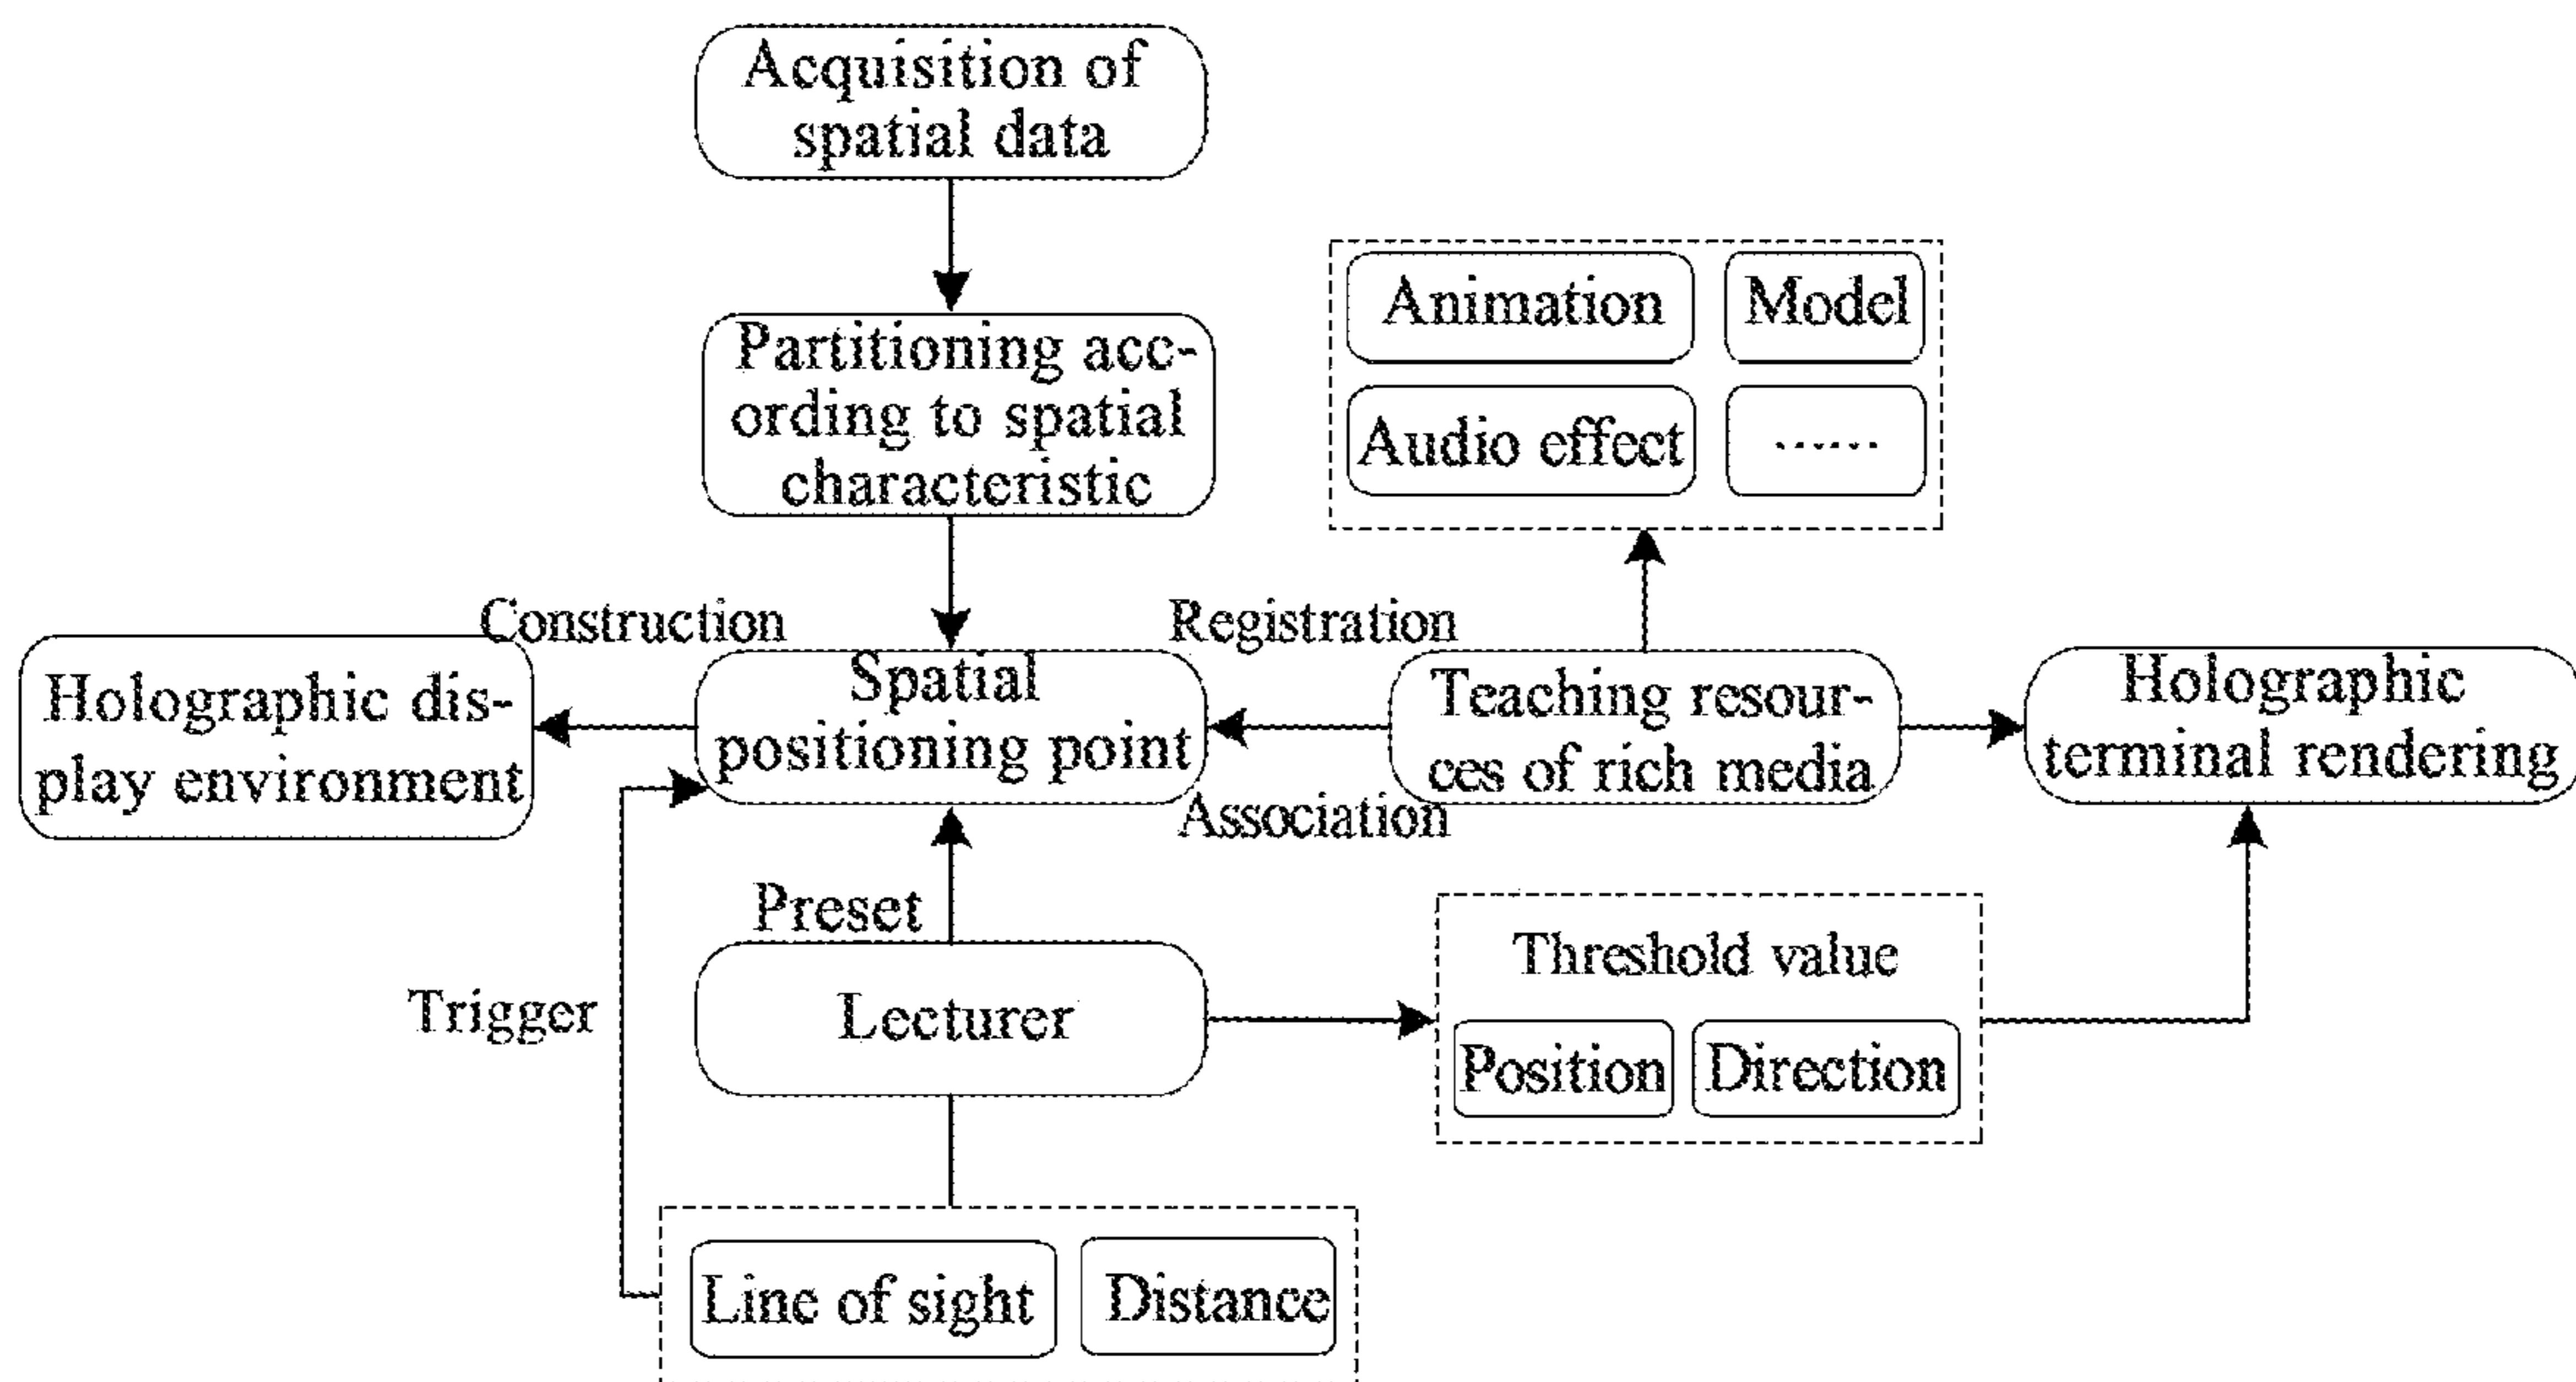 Acquisition of
spatial data
Partitioning acc-
ording to spatial
characteristic
Animation
Model
Audio effect
......
Construction
Registration
Holographic dis-
play environment
Spatial
positioning point
Teaching resour-
ces of rich media
Holographic
terminal rendering
Association
Preset
Trigger
Lecturer
Threshold value
Position
Direction
Line of sight
Distance